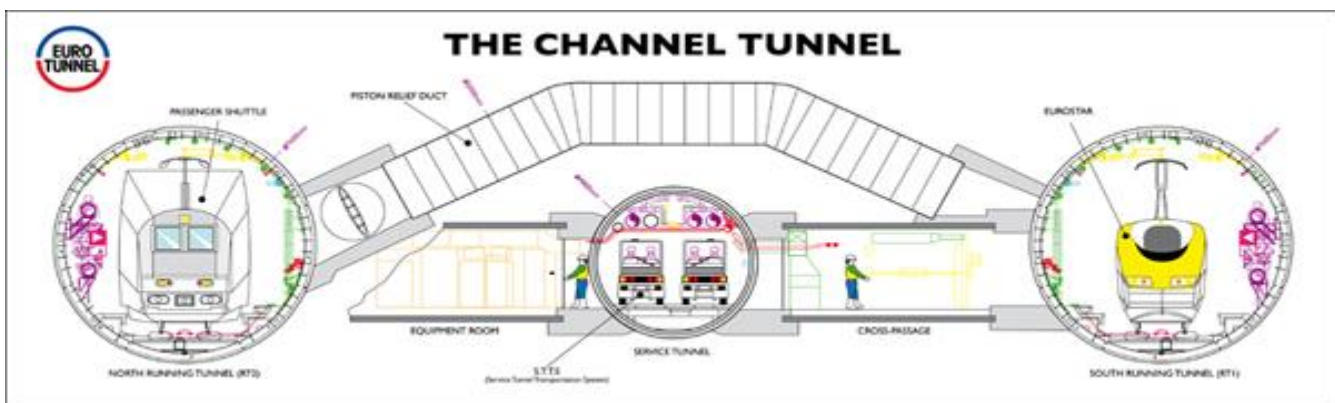 EURO
TUNNEL
THE CHANNEL TUNNEL
PISTON RELIEF DUCT
PASSENGER SHUTTLE
EUROSTAR
EQUIPMENT ROOM
CROSS-PASSAGE
SERVICE TUNNEL
S.T.T.S
(Service Tunnel Transportation System)
NORTH RUNNING TUNNEL (RT2)
SOUTH RUNNING TUNNEL (RT1)